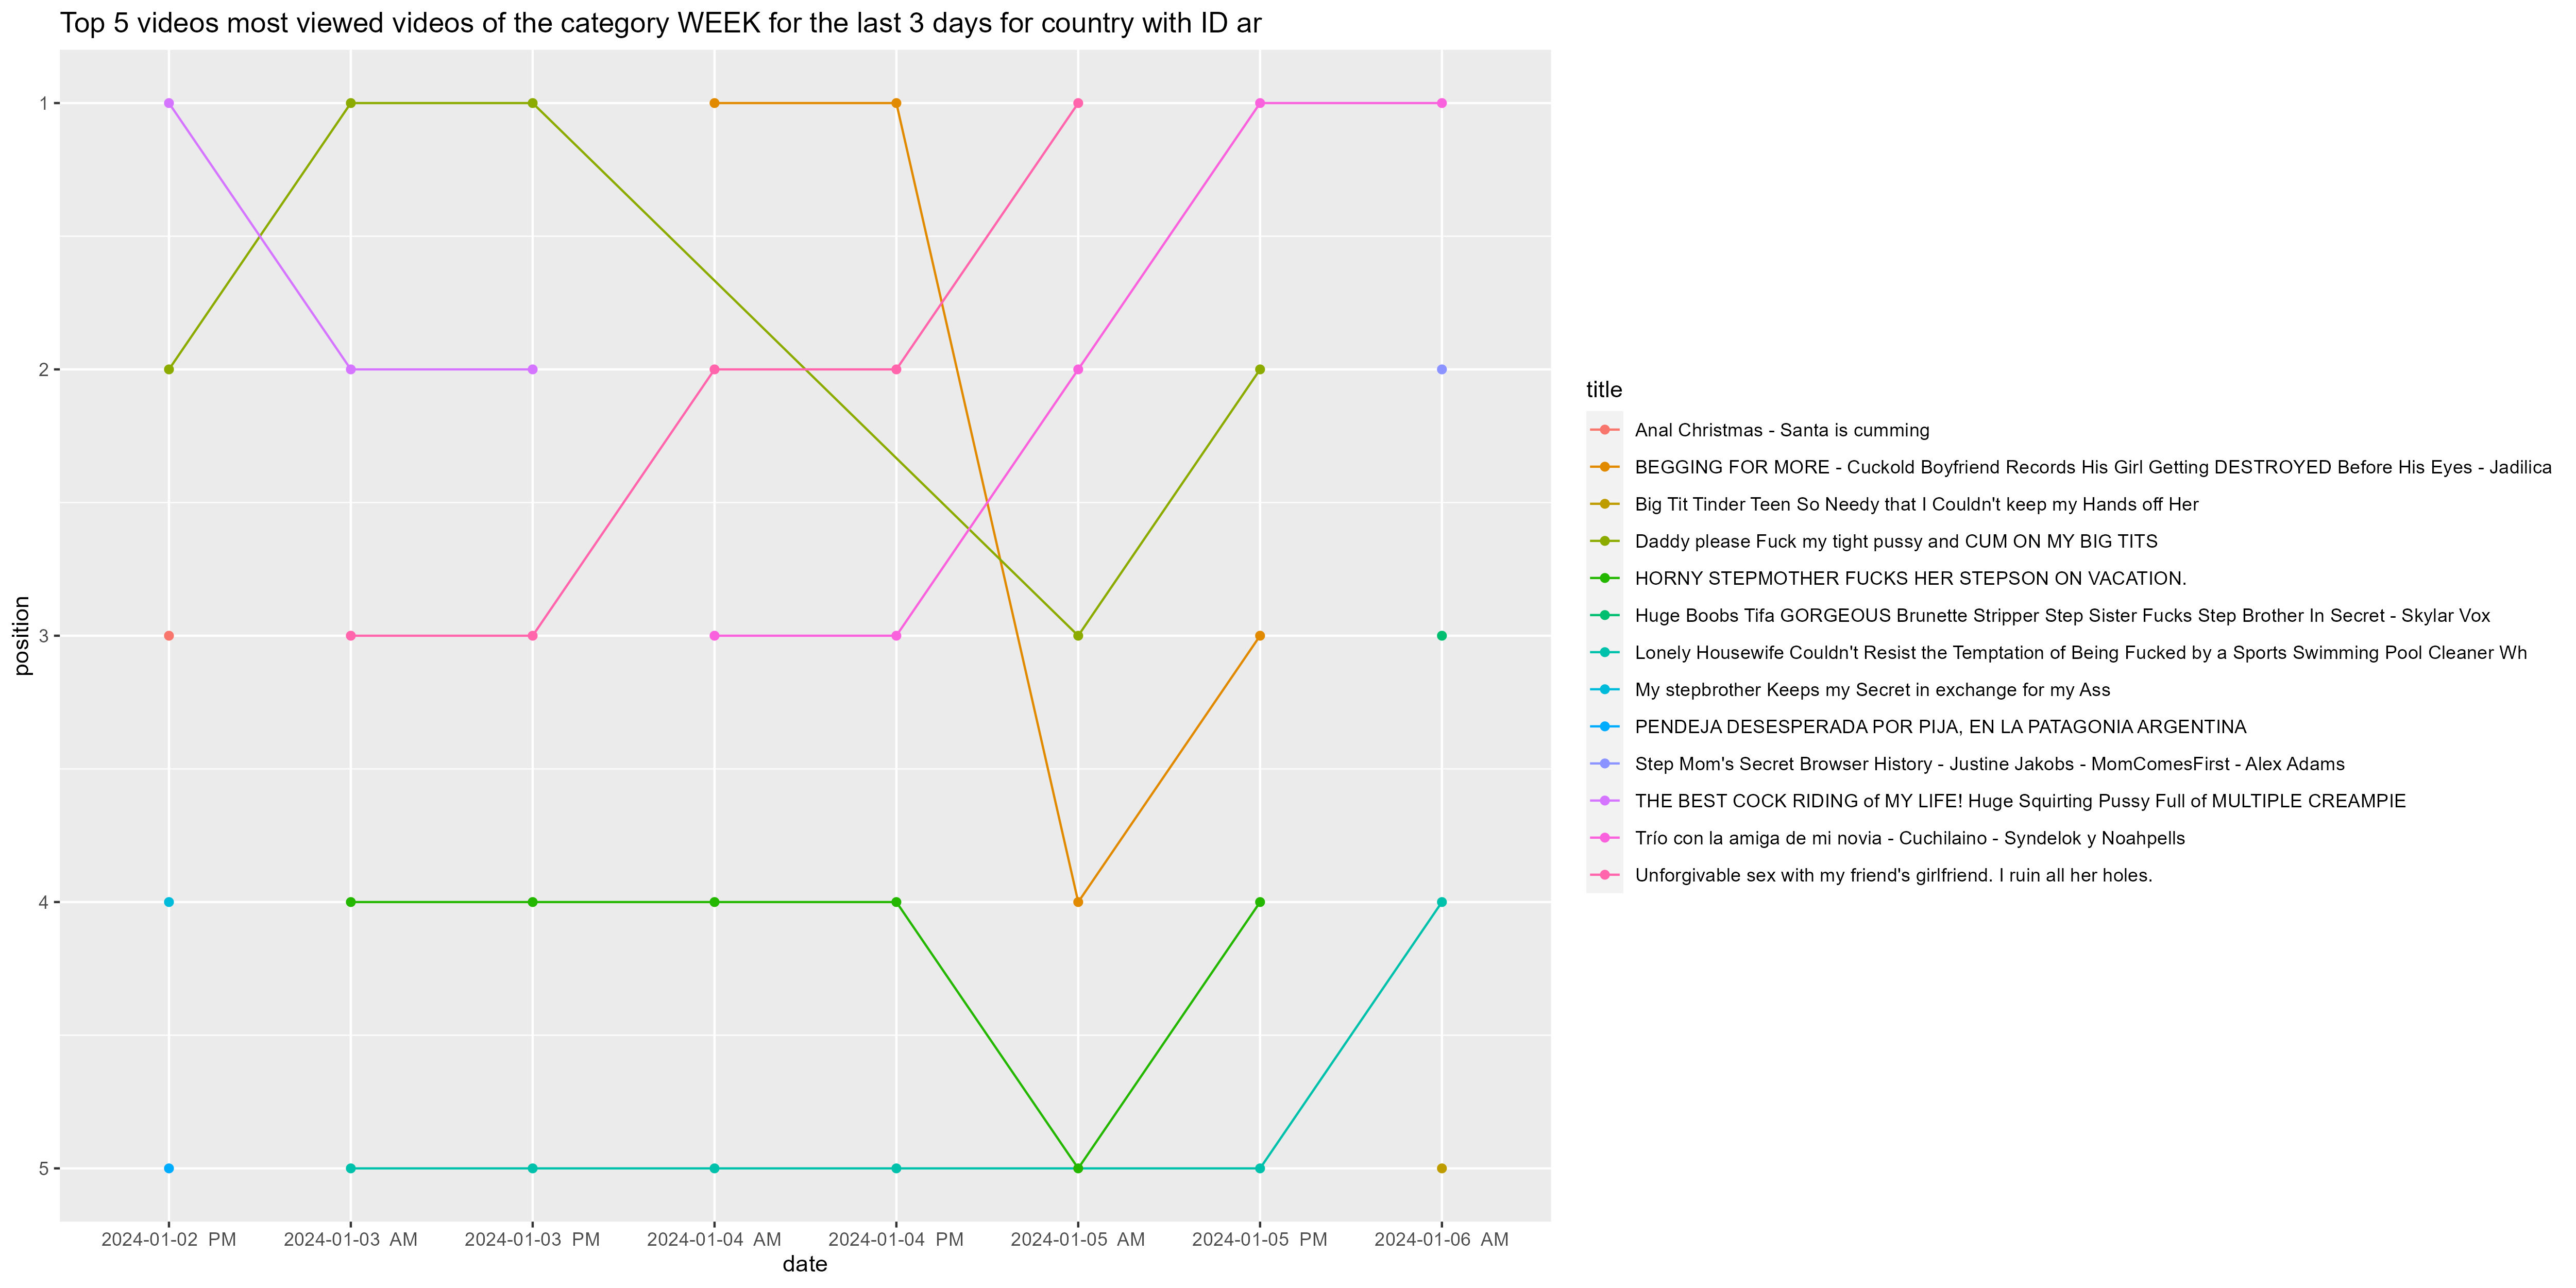 Top 5 videos most viewed videos of the category WEEK for the last 3 days for country with ID ar
position
1
2
3
4
5
2024-01-02 PM
2024-01-03 AM
2024-01-03 PM
2024-01-04 AM
2024-01-04 PM
2024-01-05 AM
2024-01-05 PM
2024-01-06 AM
date
title
Anal Christmas - Santa is cumming
BEGGING FOR MORE - Cuckold Boyfriend Records His Girl Getting DESTROYED Before His Eyes - Jadilica
Big Tit Tinder Teen So Needy that I Couldn't keep my Hands off Her
Daddy please Fuck my tight pussy and CUM ON MY BIG TITS
HORNY STEPMOTHER FUCKS HER STEPSON ON VACATION.
Huge Boobs Tifa GORGEOUS Brunette Stripper Step Sister Fucks Step Brother In Secret - Skylar Vox
Lonely Housewife Couldn't Resist the Temptation of Being Fucked by a Sports Swimming Pool Cleaner Wh
My stepbrother Keeps my Secret in exchange for my Ass
PENDEJA DESESPERADA POR PIJA, EN LA PATAGONIA ARGENTINA
Step Mom's Secret Browser History - Justine Jakobs - MomComesFirst - Alex Adams
THE BEST COCK RIDING of MY LIFE! Huge Squirting Pussy Full of MULTIPLE CREAMPIE
Trío con la amiga de mi novia - Cuchilaino - Syndelok y Noahpells
Unforgivable sex with my friend's girlfriend. I ruin all her holes.